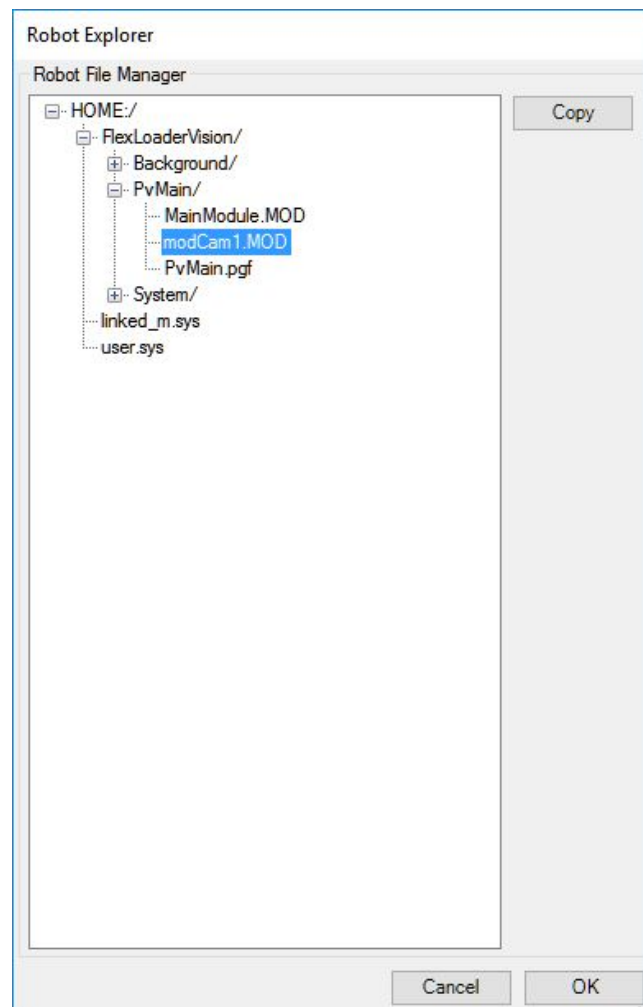 Robot Explorer
Robot File Manager
HOME:/
Copy
FlexLoaderVision/
Background/
PvMain/
MainModule.MOD
modCam1.MOD
PvMain.pgf
System/
linked_m.sys
user.sys
Cancel
OK